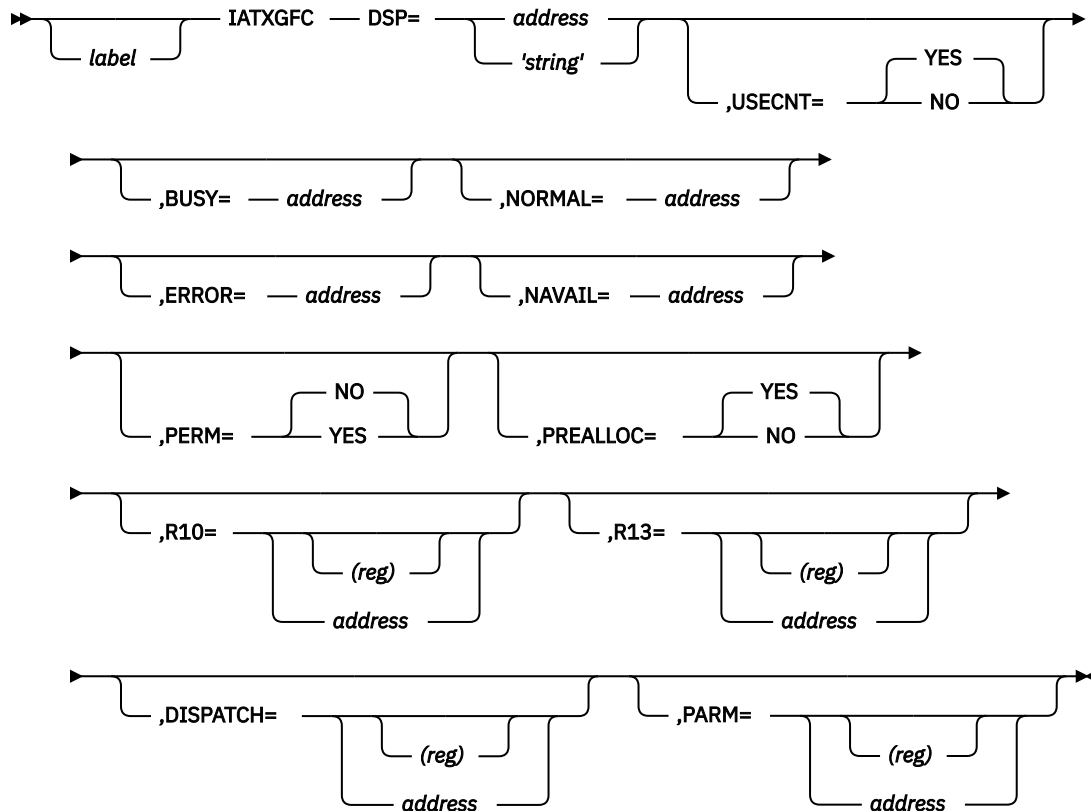 IATXGFC DSP= address
label 'string' YES
,USECNT= NO
,BUSY= address ,NORMAL= address
,ERROR= address ,NAVAIL= address
NO YES
,PERM= YES ,PREALLOC= NO
,R10= ,R13=
(reg) (reg)
address address
,DISPATCH= ,PARM=
(reg) (reg)
address address